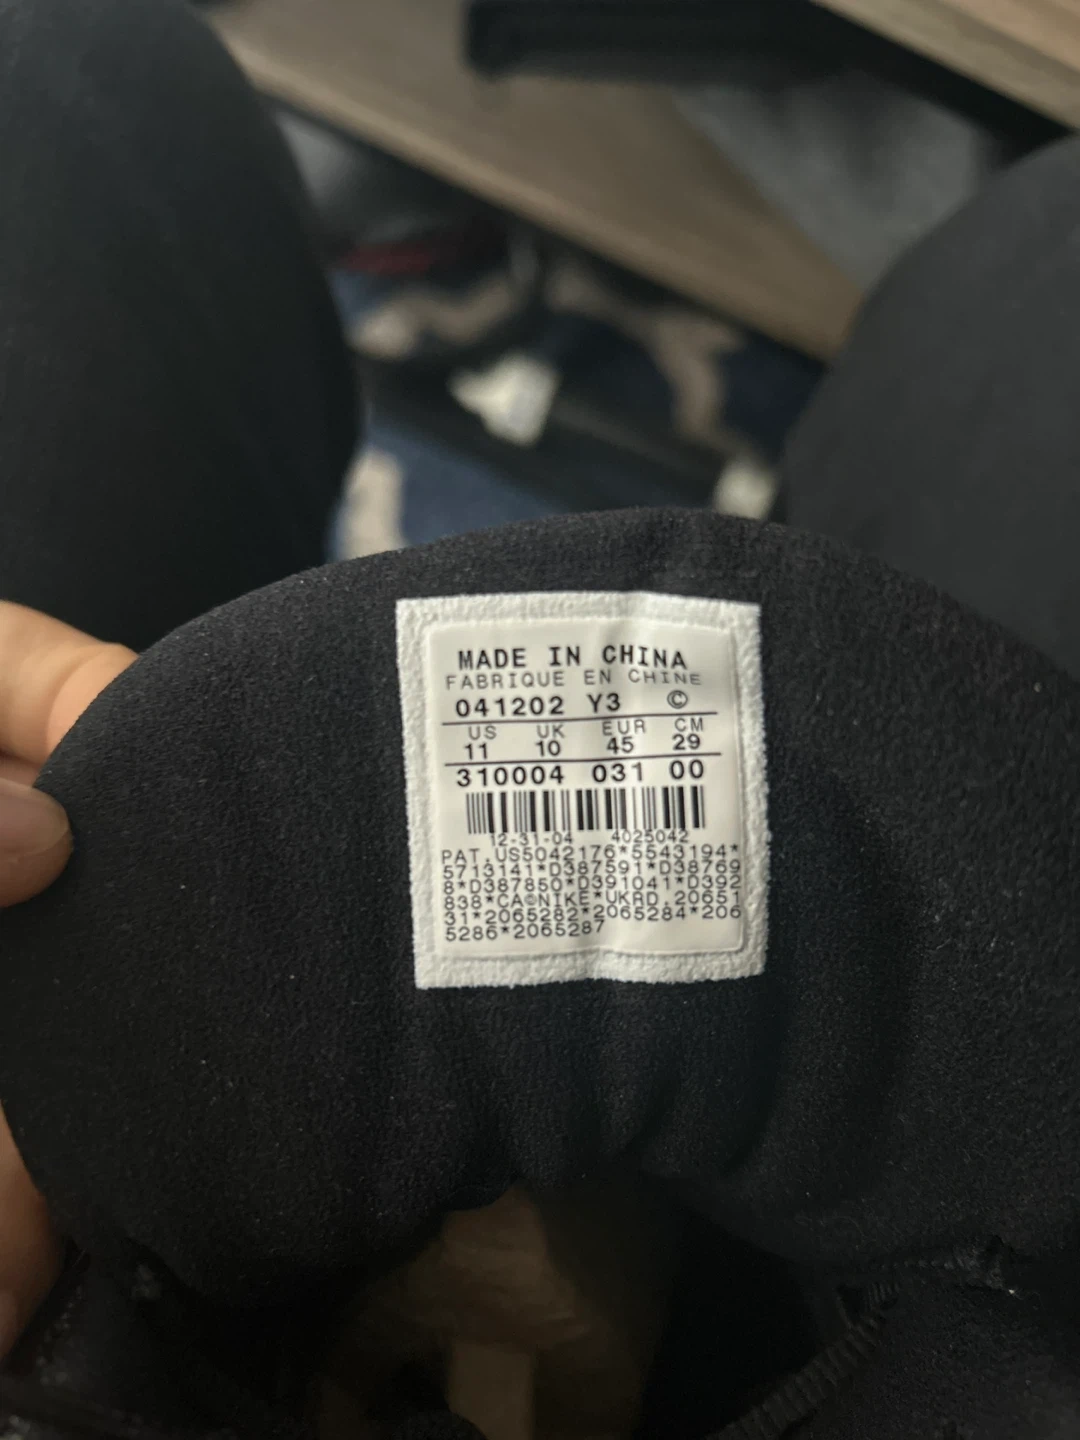 MADE IN CHINA
FABRIQUE EN CHINE
041202 Y3 ©
US UK EUR CM
11 10 45 29
310004 031 00
12-31-04 4025042
PAT.US5042176*5543194*
5713141*D387591*D38769
8*D387850*D391041*D392
838*CA©NIKE*UKRD.20651
31*2065282*2065284*206
5286*2065287